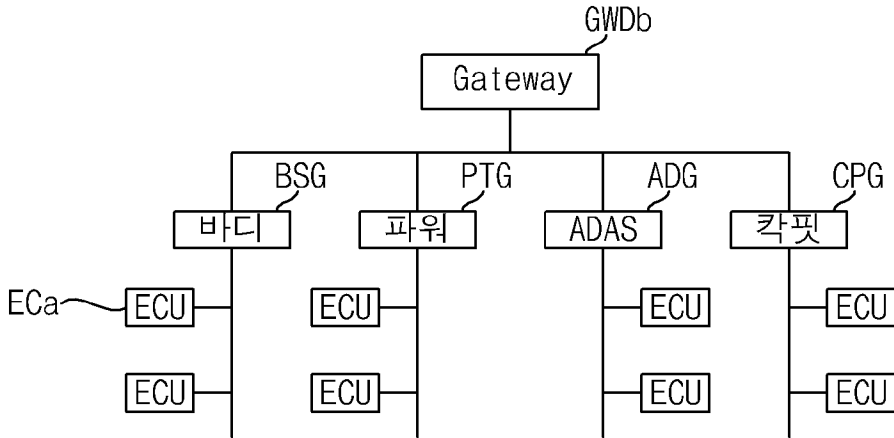 GWDb
Gateway
BSG
PTG
ADG
CPG
바디
파워
ADAS
칵핏
ECa
ECU
ECU
ECU
ECU
ECU
ECU
ECU
ECU